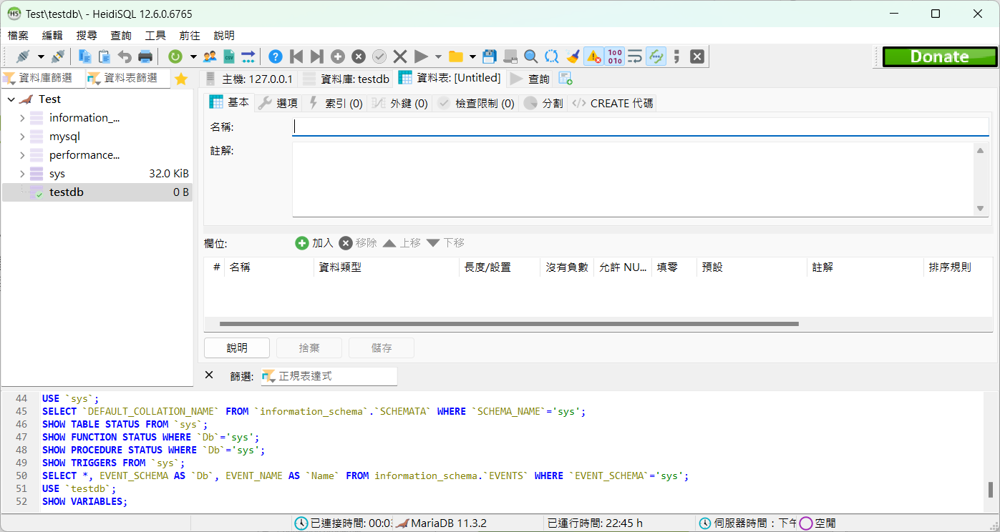 Test\testdb\ - HeidiSQL 12.6.0.6765
檔案 編輯 搜尋 查詢 工具 前往 說明
Donate
資料庫篩選 資料表篩選
主機: 127.0.0.1 資料庫: testdb 資料表: [Untitled] 查詢
Test
information_...
mysql
performance...
sys 32.0 KiB
testdb 0 B
基本 選項 索引 (0) 外鍵 (0) 檢查限制 (0) 分割 CREATE 代碼
名稱:
註解:
欄位: 加入 移除 上移 下移
# 名稱 資料類型 長度/設置 沒有負數 允許 NU... 填零 預設 註解 排序規則
說明 捨棄 儲存
篩選: 正規表達式
44 USE `sys`;
45 SELECT `DEFAULT_COLLATION_NAME` FROM `information_schema`.`SCHEMATA` WHERE `SCHEMA_NAME`='sys';
46 SHOW TABLE STATUS FROM `sys`;
47 SHOW FUNCTION STATUS WHERE `Db`='sys';
48 SHOW PROCEDURE STATUS WHERE `Db`='sys';
49 SHOW TRIGGERS FROM `sys`;
50 SELECT *, EVENT_SCHEMA AS `Db`, EVENT_NAME AS `Name` FROM information_schema.`EVENTS` WHERE `EVENT_SCHEMA`='sys';
51 USE `testdb`;
52 SHOW VARIABLES;
已連接時間: 00:0 MariaDB 11.3.2 已運行時間: 22:45 h 伺服器時間：下午 空閒